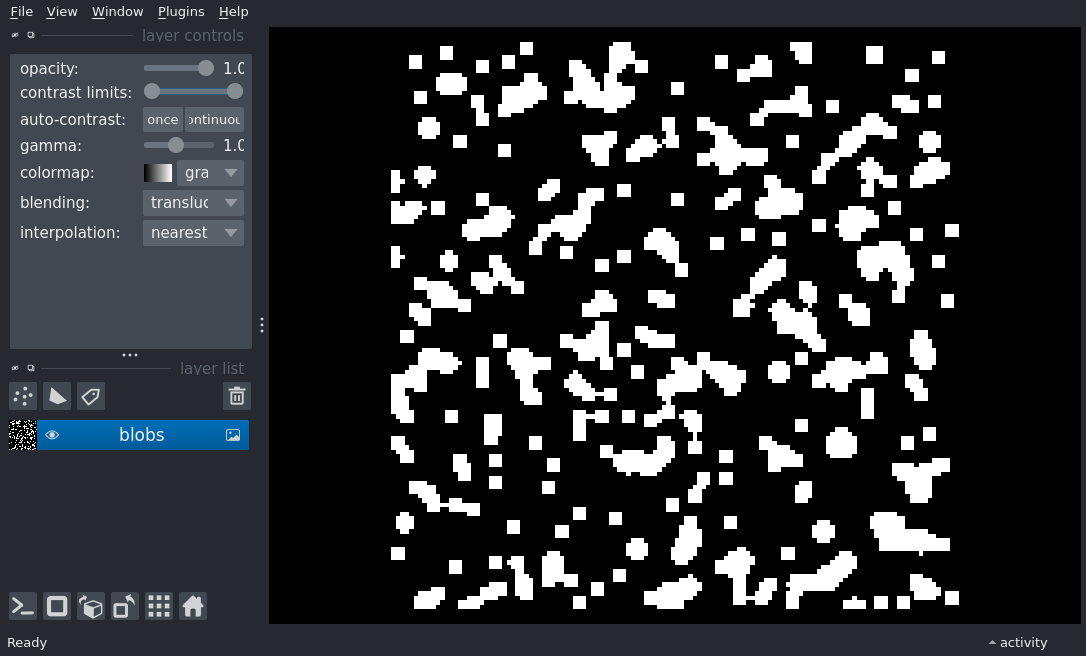 File View Window Plugins Help
layer controls
opacity: 1.0
contrast limits:
auto-contrast: once ontinuou
gamma: 1.0
colormap: gra
blending: transluc
interpolation: nearest
layer list
blobs
Ready
activity